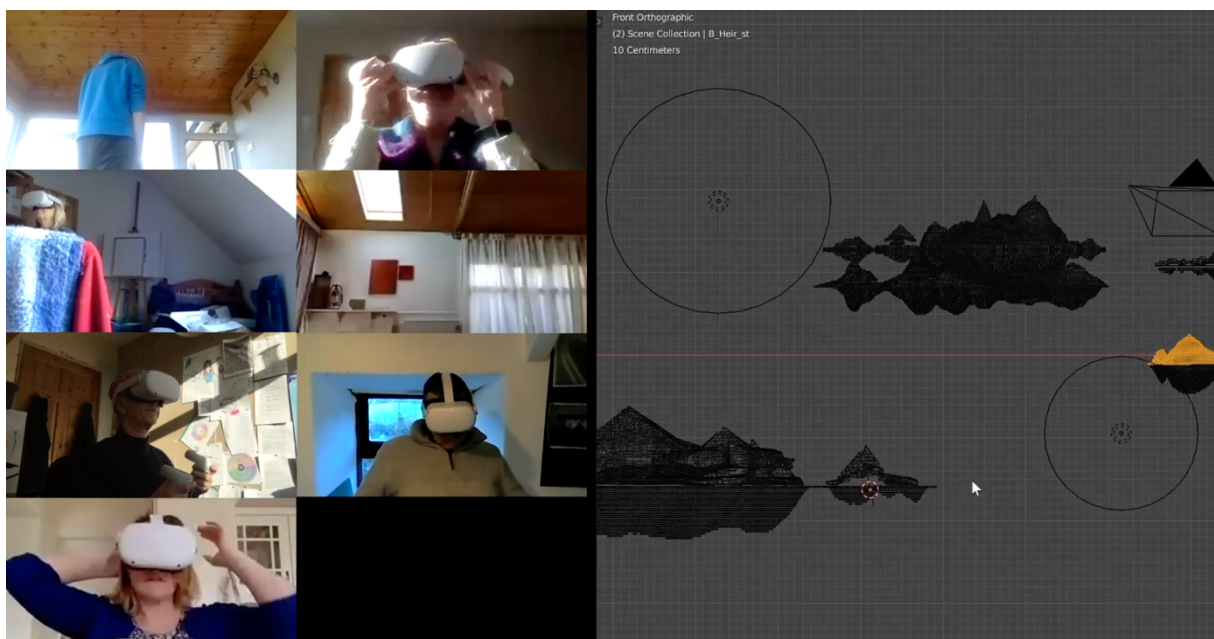 Front Orthographic
(2) Scene Collection | B_Heir_st
10 Centimeters